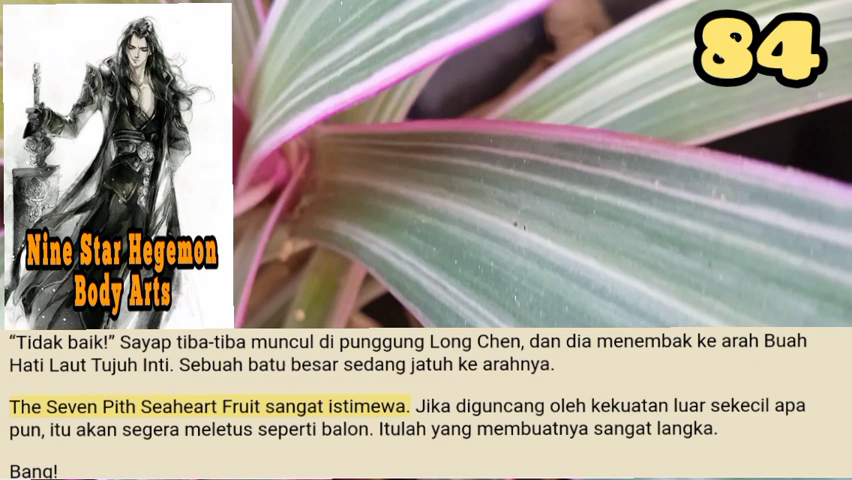 84
Nine Star Hegemon
Body Arts
“Tidak baik!” Sayap tiba-tiba muncul di punggung Long Chen, dan dia menembak ke arah Buah
Hati Laut Tujuh Inti. Sebuah batu besar sedang jatuh ke arahnya.
The Seven Pith Seaheart Fruit sangat istimewa. Jika diguncang oleh kekuatan luar sekecil apa
pun, itu akan segera meletus seperti balon. Itulah yang membuatnya sangat langka.
Bang!